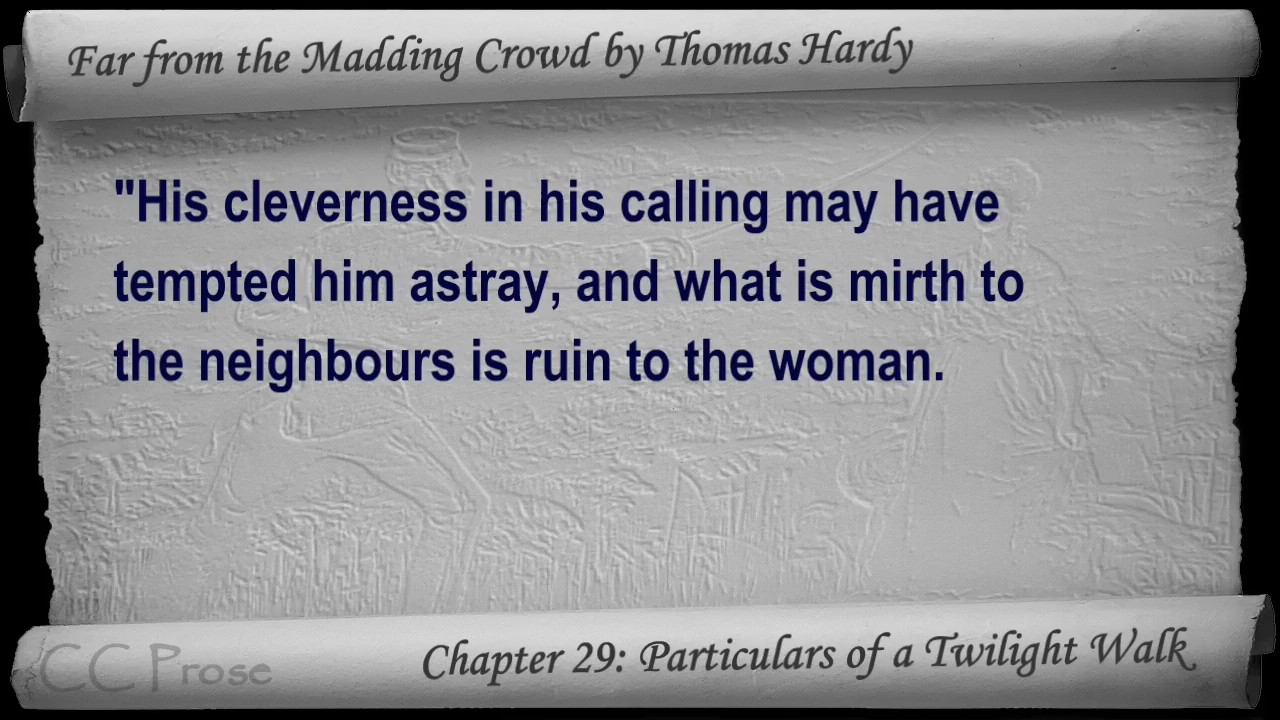 Far from the Madding Crowd by Thomas Hardy
"His cleverness in his calling may have
tempted him astray, and what is mirth to
the neighbours is ruin to the woman.
CC Prose
Chapter 29: Particulars of a Twilight Walk